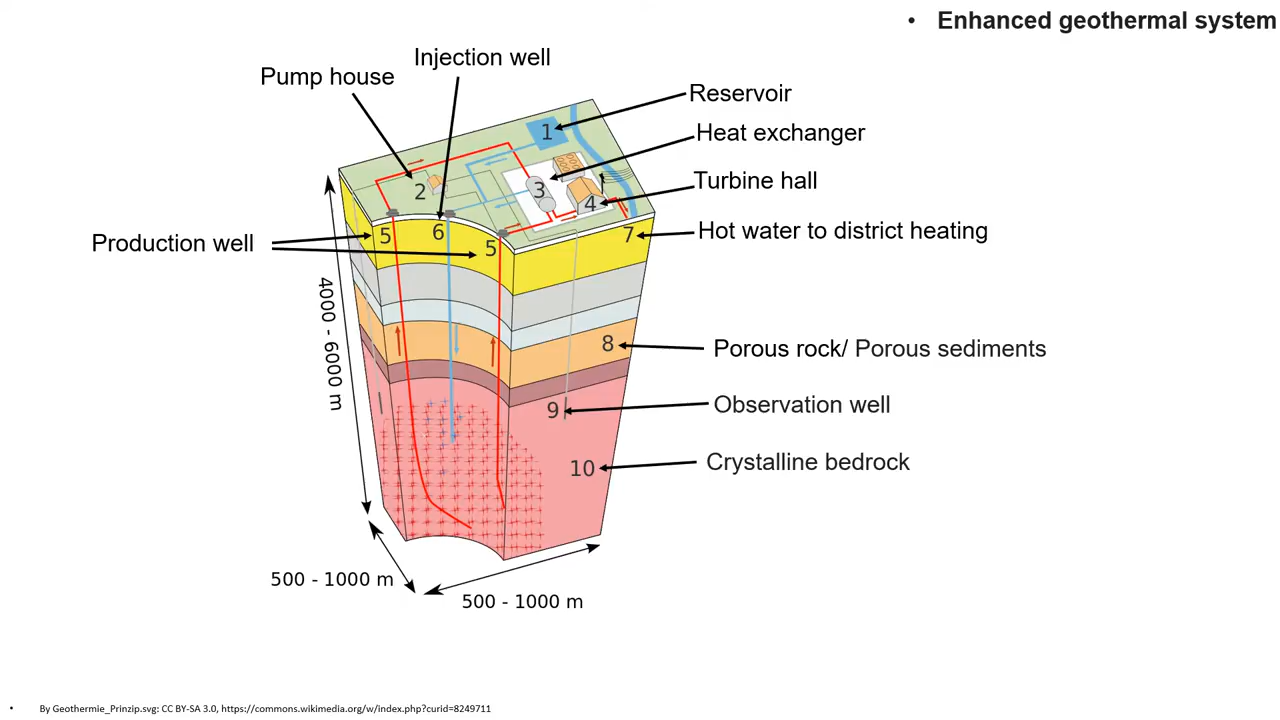 • Enhanced geothermal system
Injection well
Pump house
Reservoir
Heat exchanger
Turbine hall
Hot water to district heating
Production well
Porous rock/ Porous sediments
Observation well
Crystalline bedrock
1
2
3
4
5
6
5
7
8
9
10
4000 - 6000 m
500 - 1000 m
500 - 1000 m
• By Geothermie_Prinzip.svg: CC BY-SA 3.0, https://commons.wikimedia.org/w/index.php?curid=8249711